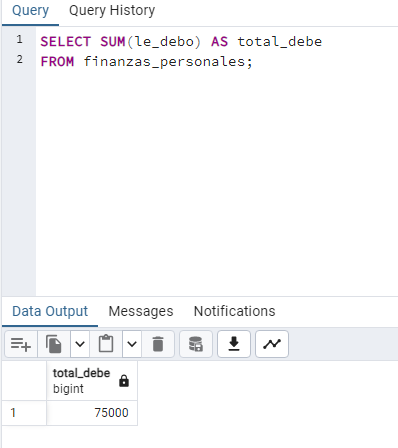 Query Query History
1 SELECT SUM(le_debo) AS total_debe
2 FROM finanzas_personales;
Data Output Messages Notifications
total_debe
bigint
1 75000